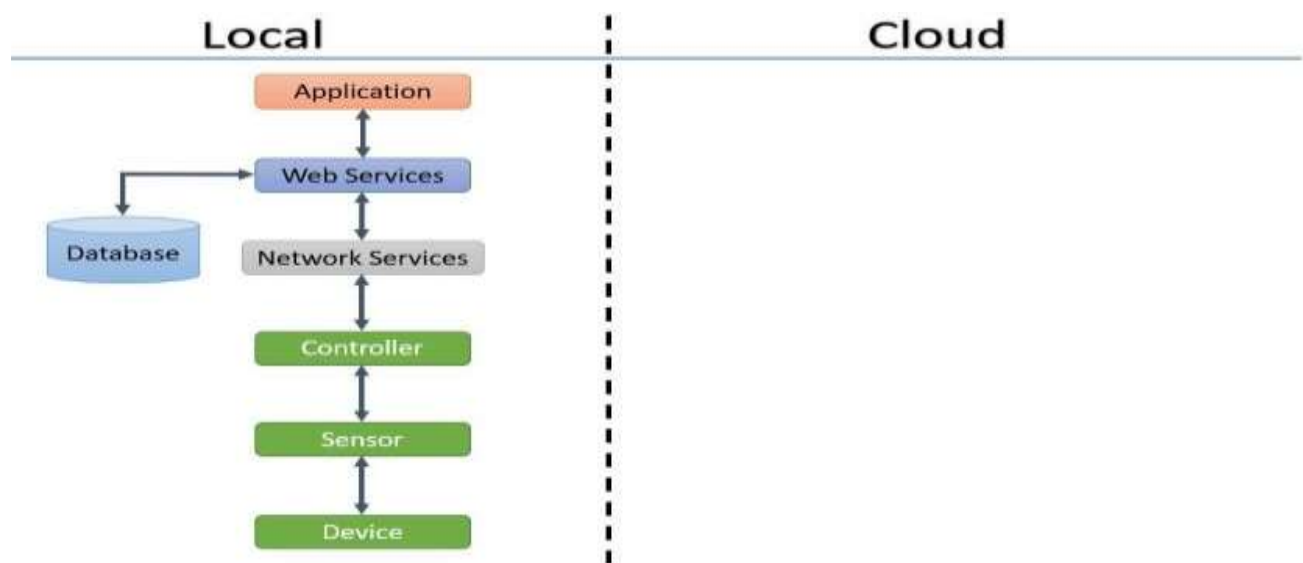 Local
Cloud
Application
Web Services
Database
Network Services
Controller
Sensor
Device